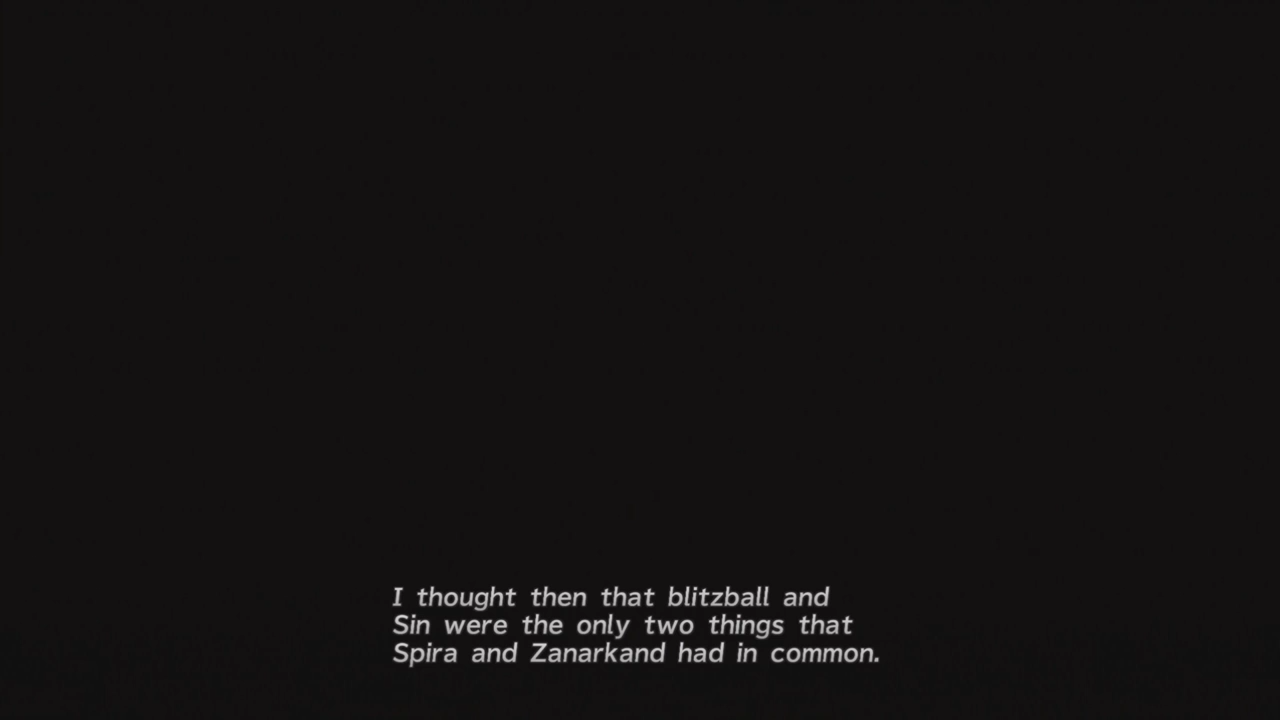 I thought then that blitzball and
Sin were the only two things that
Spira and Zanarkand had in common.